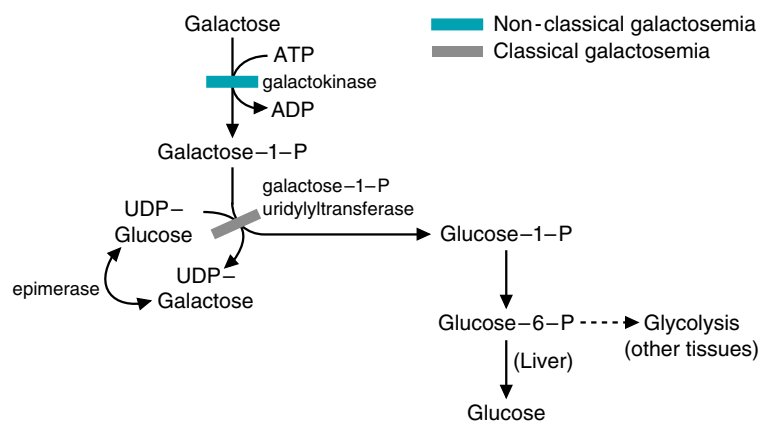 Galactose
Non-classical galactosemia
Classical galactosemia
ATP
galactokinase
ADP
Galactose–1–P
galactose–1–P
uridylyltransferase
UDP–
Glucose
Glucose–1–P
UDP–
Galactose
epimerase
Glucose–6–P
Glycolysis
(other tissues)
(Liver)
Glucose